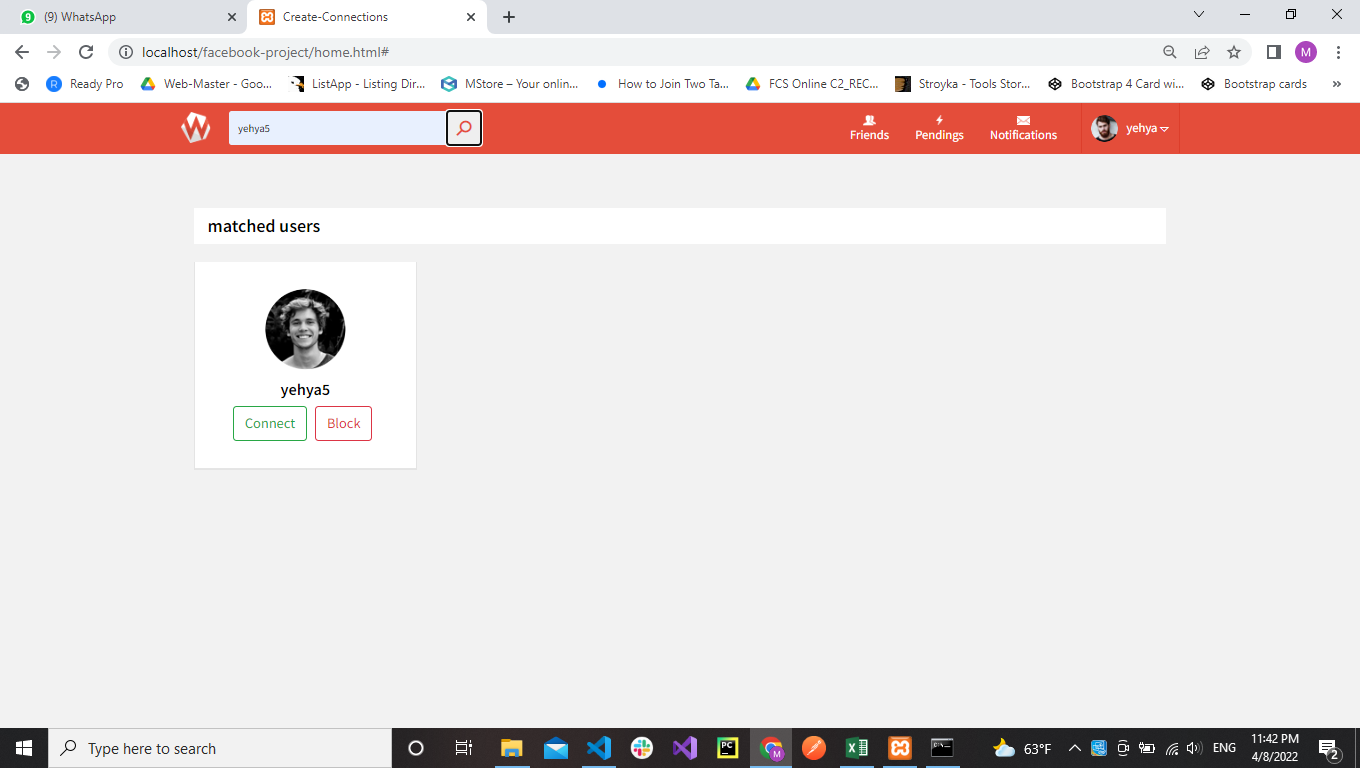 9 (9) WhatsApp
Create-Connections
localhost/facebook-project/home.html#
M
R Ready Pro
Web-Master - Goo...
ListApp - Listing Dir...
MStore – Your onlin...
How to Join Two Ta...
FCS Online C2_REC...
Stroyka - Tools Stor...
Bootstrap 4 Card wi...
Bootstrap cards
»
yehya5
Friends
Pendings
Notifications
yehya
matched users
yehya5
Connect Block
Type here to search
PC
M
63°F
ENG
11:42 PM
4/8/2022
2